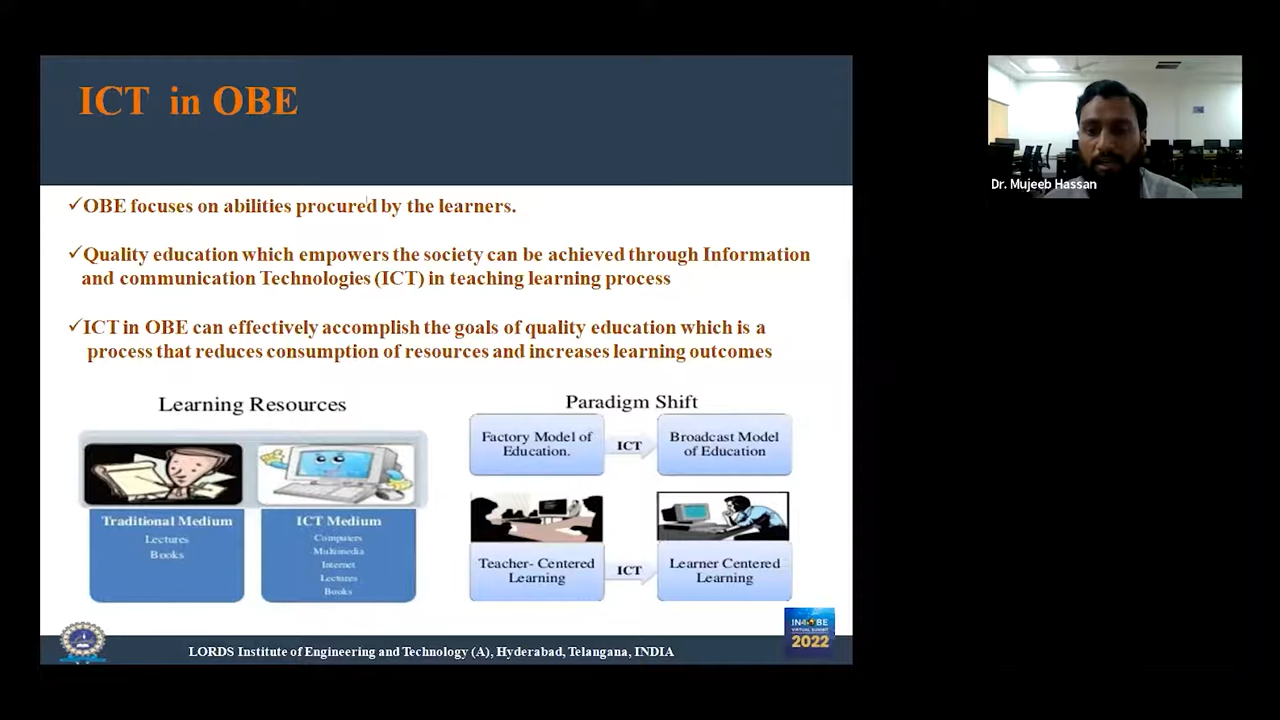 ICT in OBE
✓OBE focuses on abilities procured by the learners.
✓Quality education which empowers the society can be achieved through Information
and communication Technologies (ICT) in teaching learning process
✓ICT in OBE can effectively accomplish the goals of quality education which is a
process that reduces consumption of resources and increases learning outcomes
Learning Resources
Traditional Medium
Lectures
Books
ICT Medium
Computers
Multimedia
Internet
Lectures
Books
Paradigm Shift
Factory Model of
Education.
ICT
Broadcast Model
of Education
Teacher- Centered
Learning
ICT
Learner Centered
Learning
LORDS Institute of Engineering and Technology (A), Hyderabad, Telangana, INDIA
IN4OBE
VIRTUAL SUMMIT
2022
Dr. Mujeeb Hassan